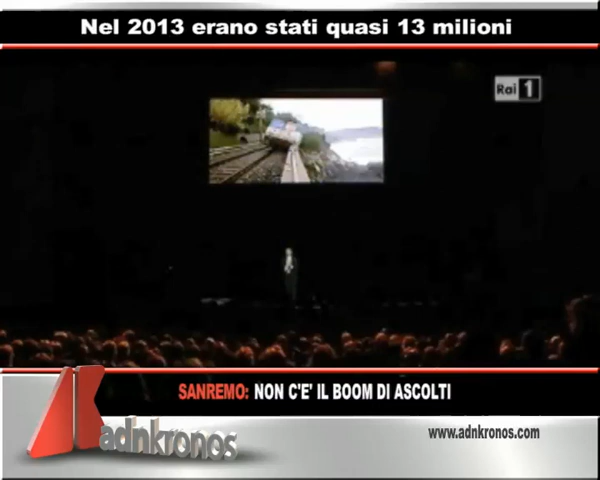 Nel 2013 erano stati quasi 13 milioni
Rai 1
SANREMO: NON C'E' IL BOOM DI ASCOLTI
adnkronos
www.adnkronos.com